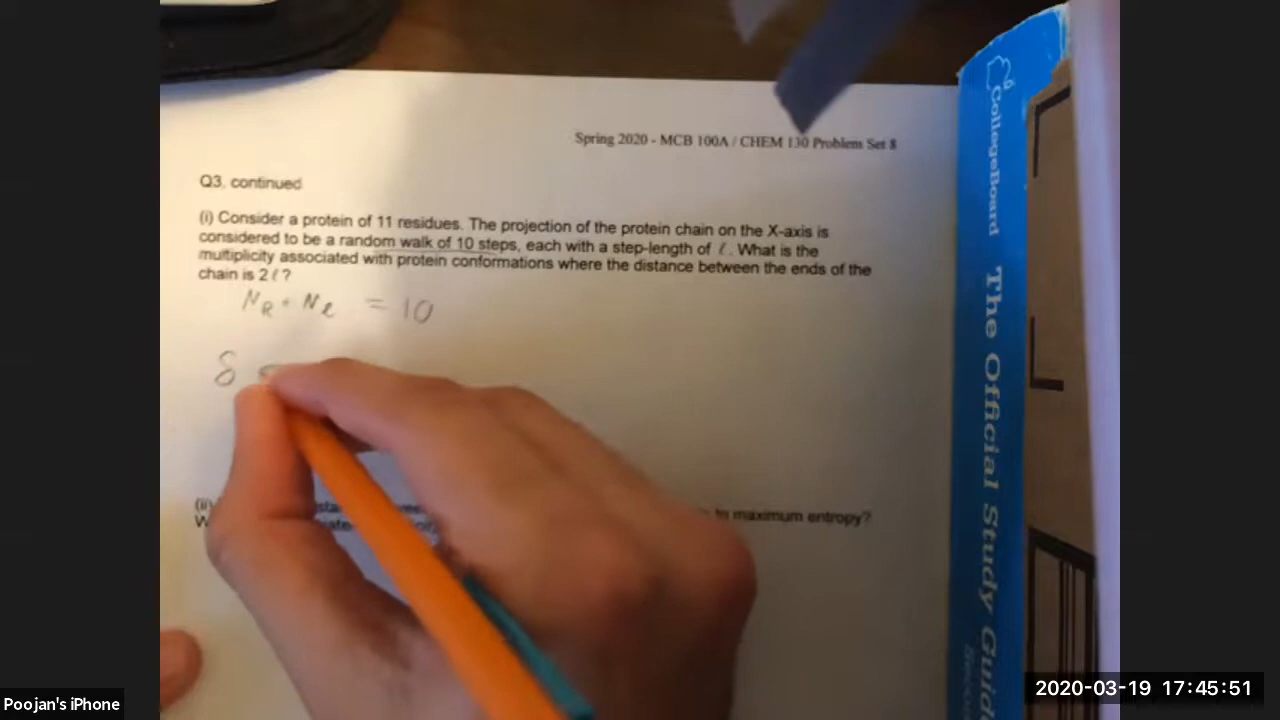 Spring 2020 - MCB 100A / CHEM 130 Problem Set 8
Q3, continued
(i) Consider a protein of 11 residues. The projection of the protein chain on the X-axis is
considered to be a random walk of 10 steps, each with a step-length of ℓ. What is the
multiplicity associated with protein conformations where the distance between the ends of the
chain is 2 ℓ ?
N_R + N_L = 10
δ
(ii)
to maximum entropy?
W
CollegeBoard
The Official Study Guide
Poojan's iPhone
2020-03-19 17:45:51